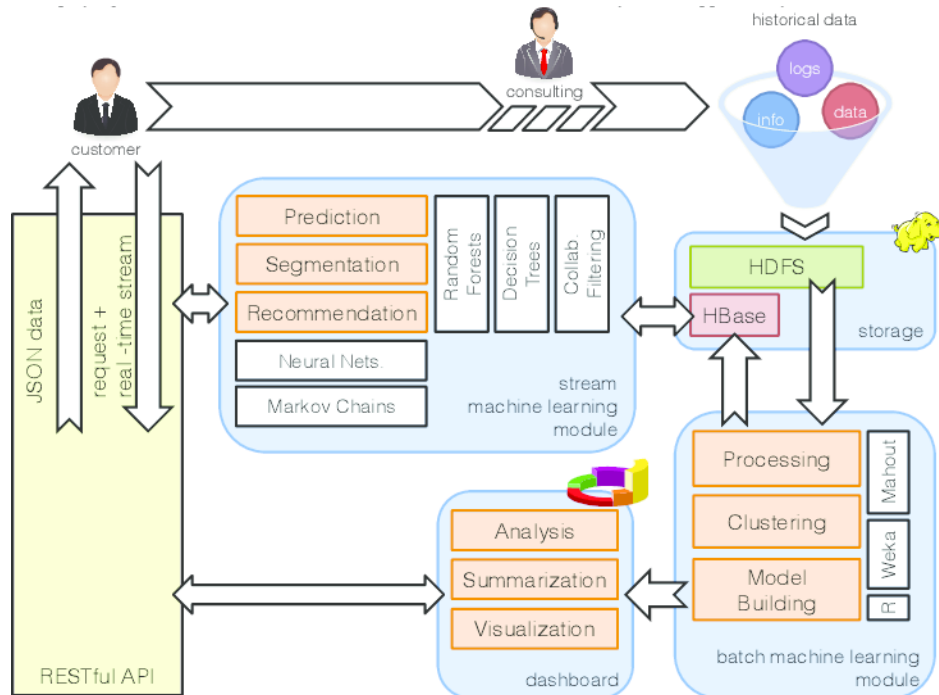 historical data
logs
info
data
consulting
customer
JSON data
request +
real -time stream
RESTful API
Prediction
Segmentation
Recommendation
Neural Nets.
Markov Chains
Random
Forests
Decision
Trees
Collab.
Filtering
stream
machine learning
module
HDFS
HBase
storage
Processing
Clustering
Model
Building
Mahout
Weka
R
batch machine learning
module
Analysis
Summarization
Visualization
dashboard